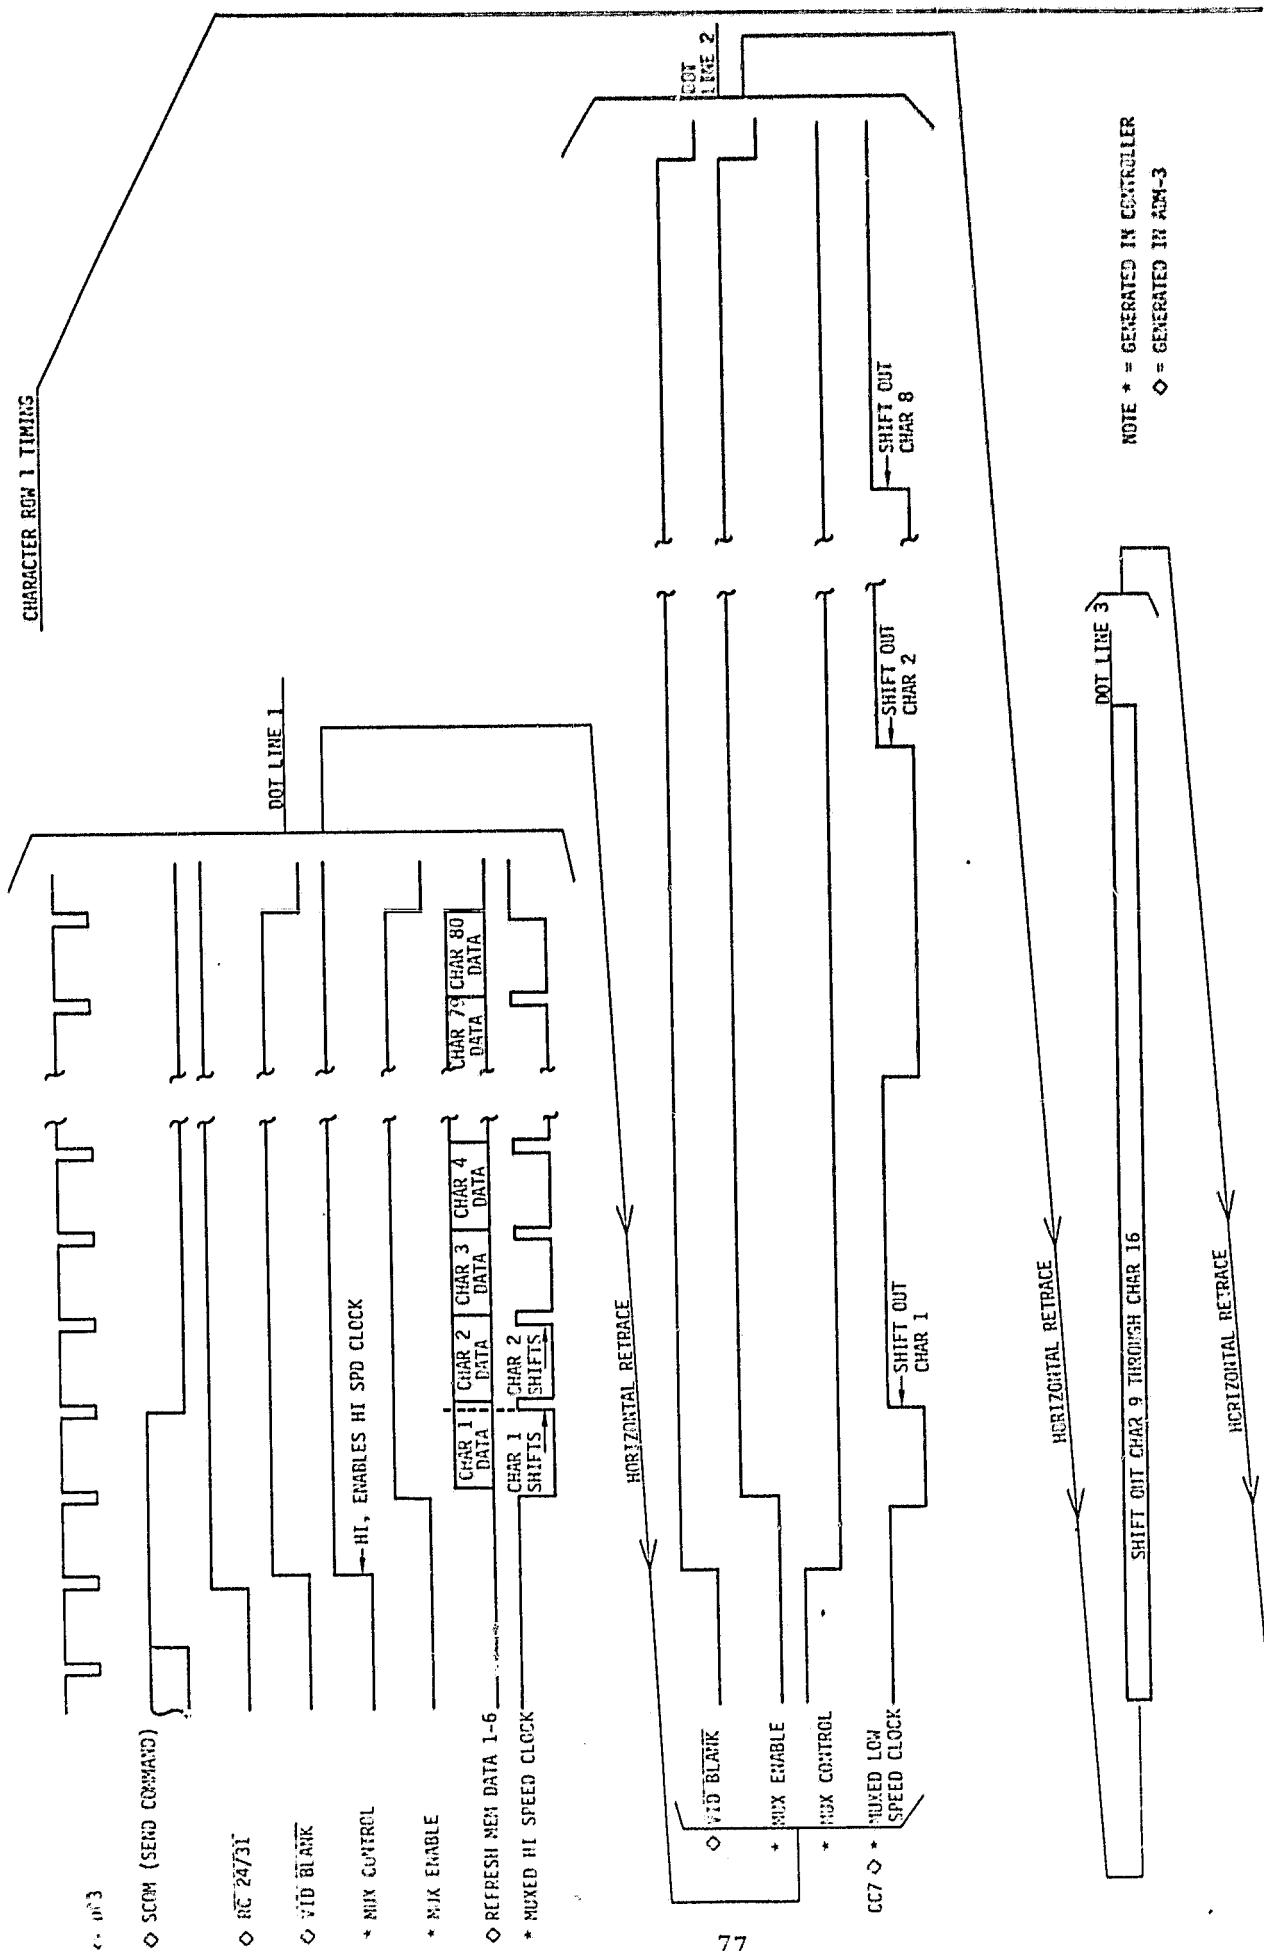 CHARACTER ROW 1 TIMING
◇ SCOM (SEND COMMAND)
◇ RC 24/31
◇ VID BLANK
* MUX CONTROL
HI, ENABLES HI SPD CLOCK
* MUX ENABLE
◇ REFRESH MEM DATA 1-6
CHAR 1 DATA
CHAR 2 DATA
CHAR 3 DATA
CHAR 4 DATA
CHAR 79 DATA
CHAR 80 DATA
* MUXED HI SPEED CLOCK
CHAR 1 SHIFTS
CHAR 2 SHIFTS
DOT LINE 1
HORIZONTAL RETRACE
DOT LINE 2
◇ VID BLANK
* MUX ENABLE
* MUX CONTROL
CC7 ◇ * MUXED LOW
SPEED CLOCK
SHIFT OUT
CHAR 1
SHIFT OUT
CHAR 2
SHIFT OUT
CHAR 8
HORIZONTAL RETRACE
DOT LINE 3
SHIFT OUT CHAR 9 THROUGH CHAR 16
HORIZONTAL RETRACE
NOTE * = GENERATED IN CONTROLLER
◇ = GENERATED IN ADM-3
77